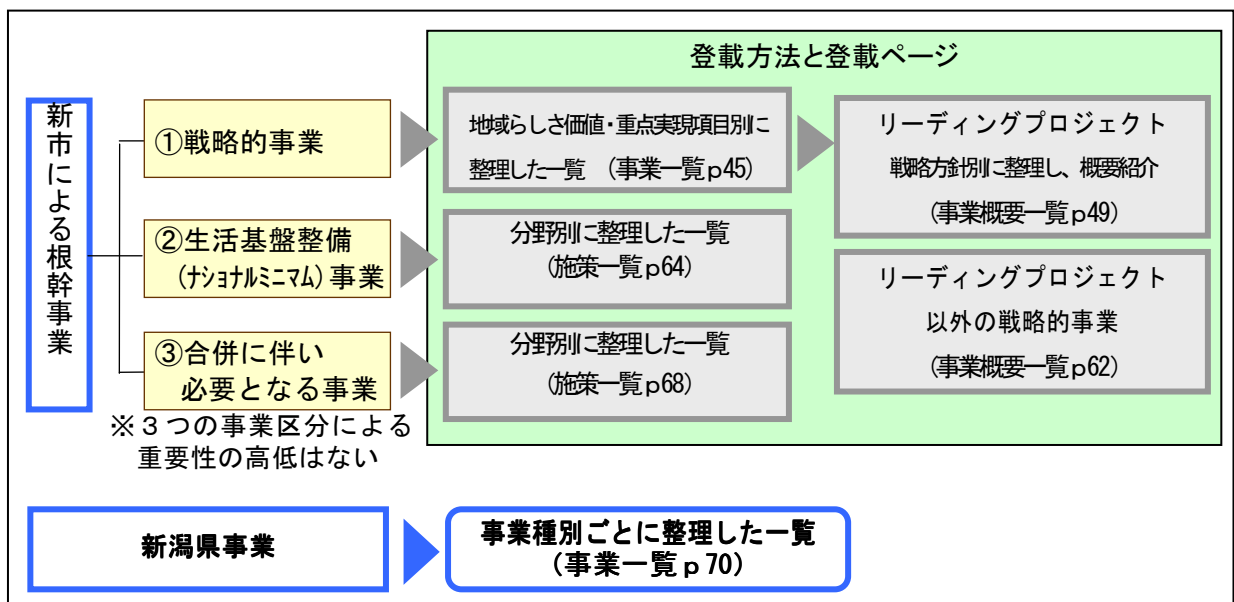 登載方法と登載ページ
新市による根幹事業
①戦略的事業
地域らしさ価値・重点実現項目別に
整理した一覧 (事業一覧p45)
リーディングプロジェクト
戦略方針別に整理し、概要紹介
(事業概要一覧p49)
②生活基盤整備
(ナショナルミニマム)事業
分野別に整理した一覧
(施策一覧p64)
リーディングプロジェクト
以外の戦略的事業
(事業概要一覧p62)
③合併に伴い
必要となる事業
分野別に整理した一覧
(施策一覧p68)
※３つの事業区分による
重要性の高低はない
新潟県事業
事業種別ごとに整理した一覧
(事業一覧ｐ70)